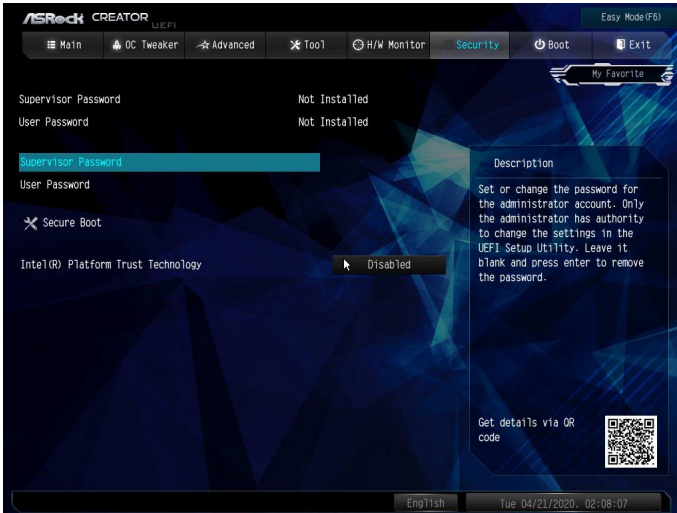 ASRock CREATOR UEFI
Easy Mode(F6)
Main OC Tweaker Advanced Tool H/W Monitor Security Boot Exit
My Favorite
Supervisor Password Not Installed
User Password Not Installed
Supervisor Password
User Password
Secure Boot
Intel(R) Platform Trust Technology Disabled
Description
Set or change the password for
the administrator account. Only
the administrator has authority
to change the settings in the
UEFI Setup Utility. Leave it
blank and press enter to remove
the password.
Get details via QR
code
English
Tue 04/21/2020. 02:08:07